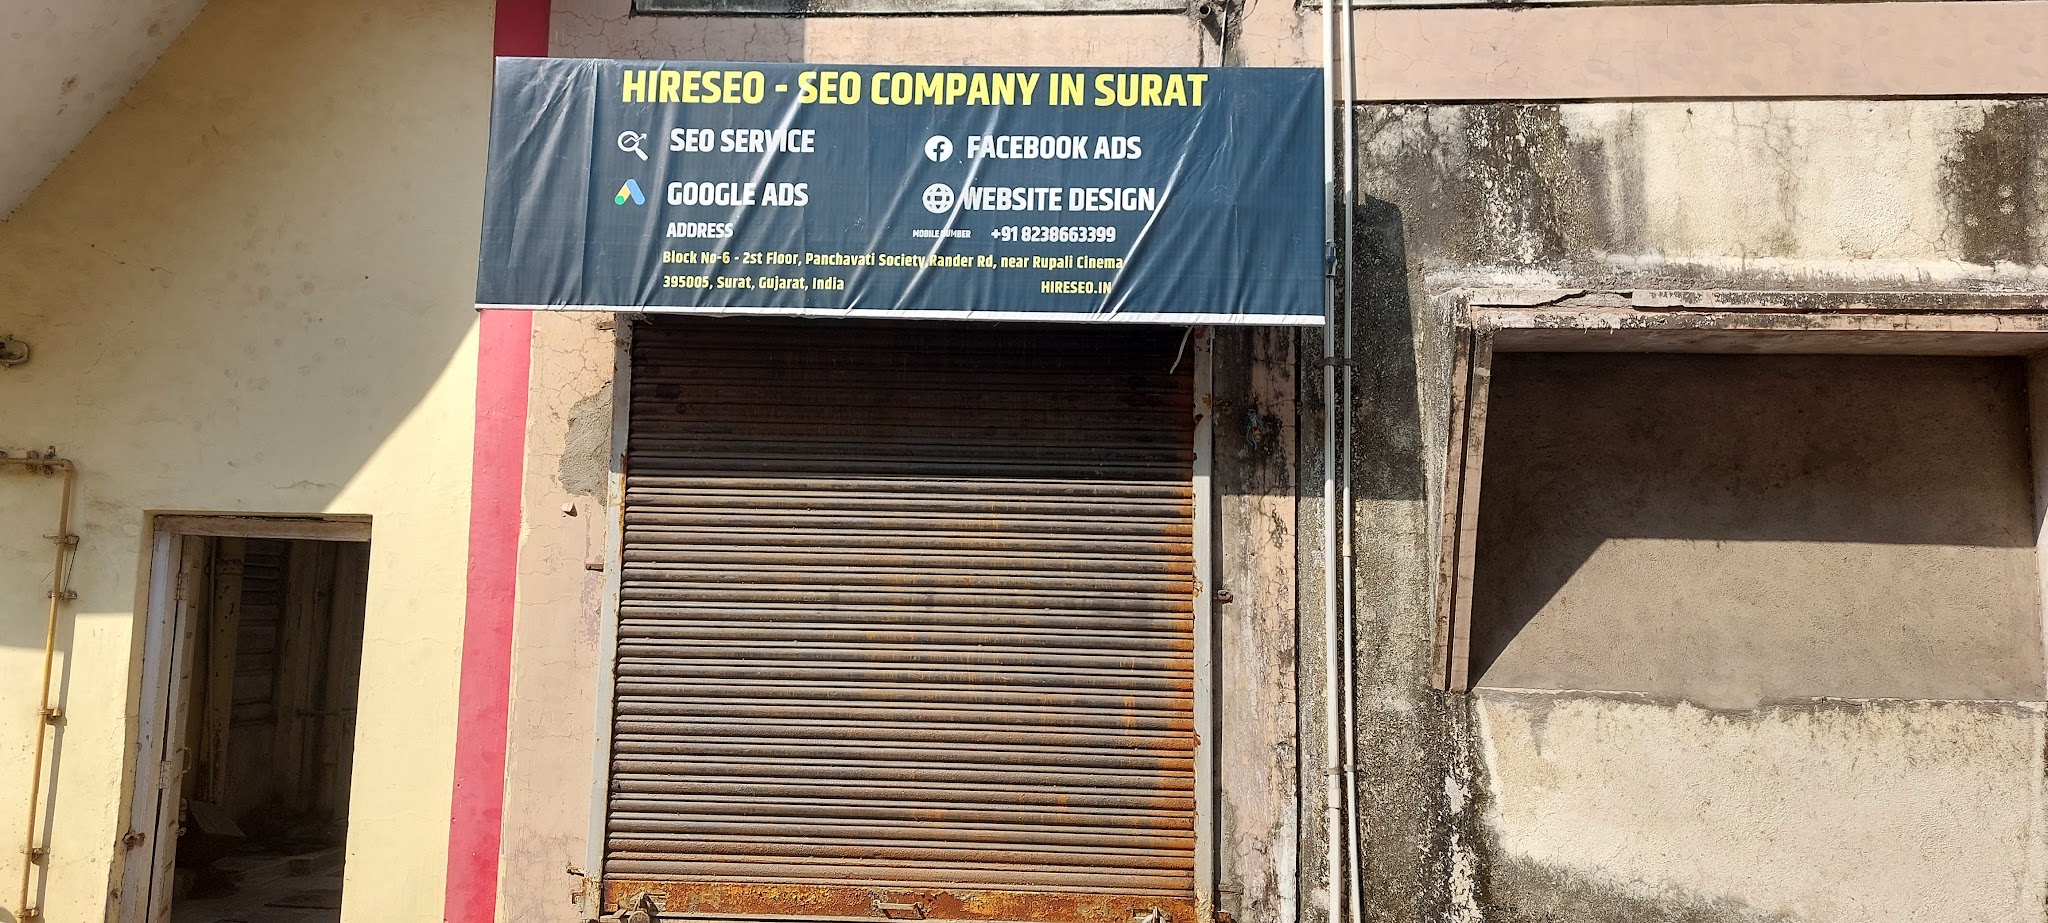 HIRESEO - SEO COMPANY IN SURAT
SEO SERVICE
FACEBOOK ADS
GOOGLE ADS
WEBSITE DESIGN
ADDRESS
MOBILE NUMBER +91 8238663399
Block No-6 - 2st Floor, Panchavati Society,Rander Rd, near Rupali Cinema
395005, Surat, Gujarat, India
HIRESEO.IN